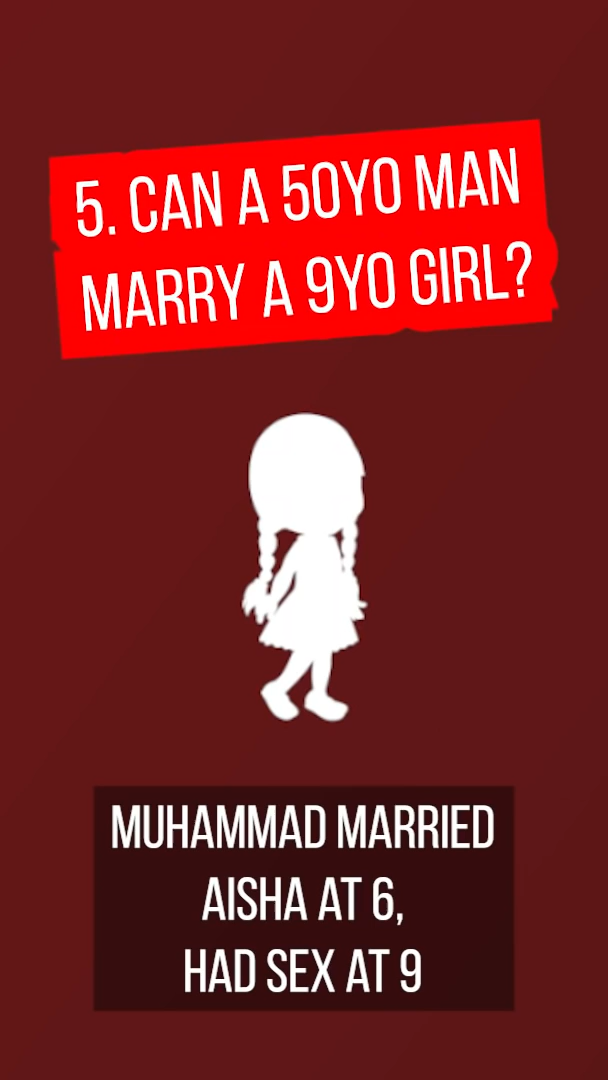 5. CAN A 50YO MAN
MARRY A 9YO GIRL?
MUHAMMAD MARRIED
AISHA AT 6,
HAD SEX AT 9